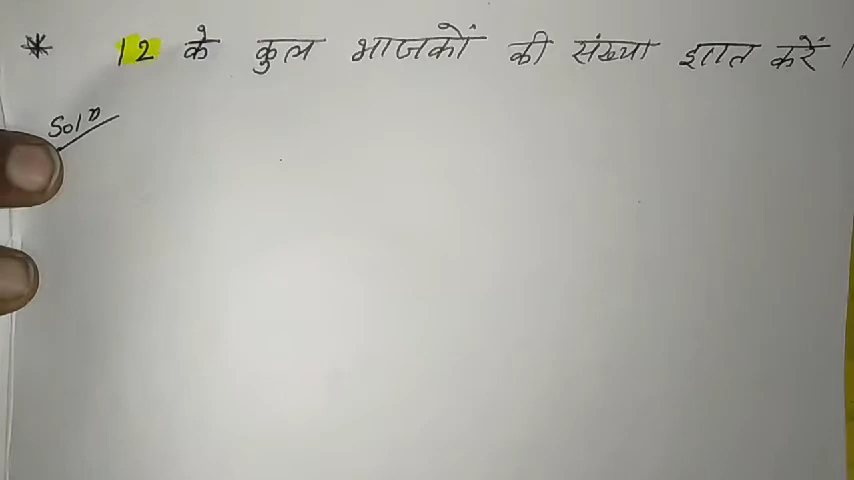 * 12 के कुल भाजकों की संख्या ज्ञात करें ।
Solⁿ